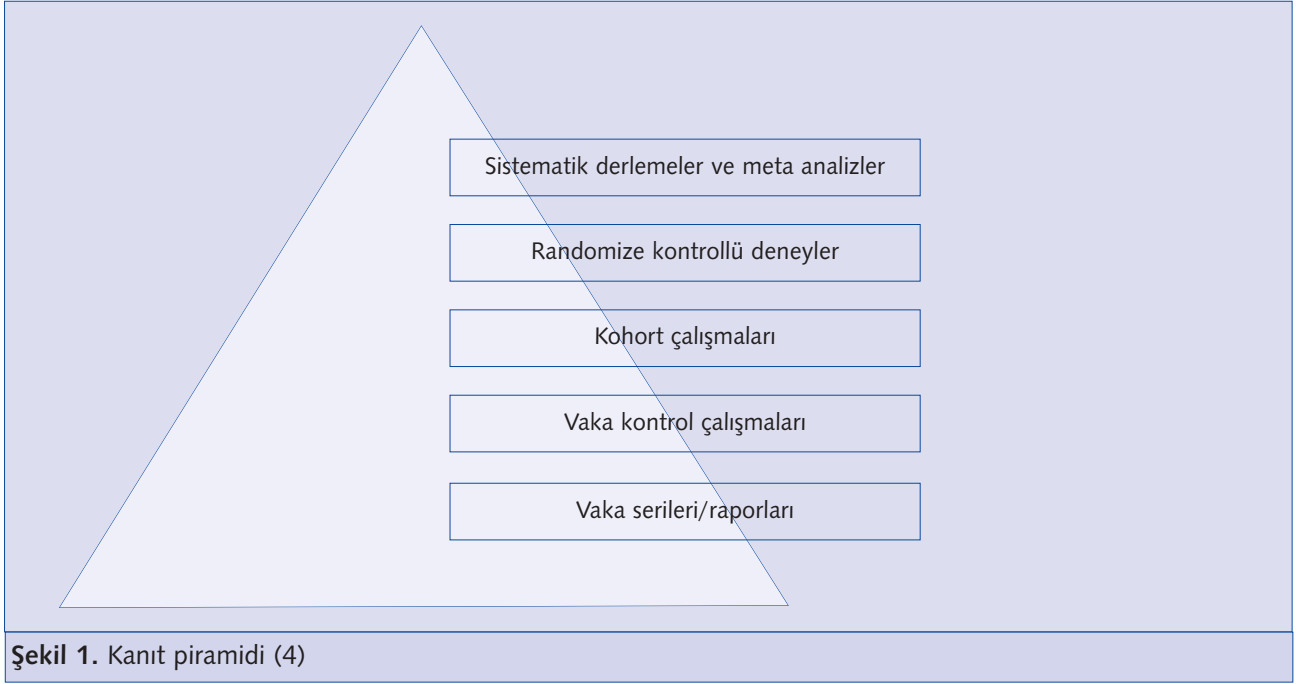 Sistematik derlemeler ve meta analizler
Randomize kontrollü deneyler
Kohort çalışmaları
Vaka kontrol çalışmaları
Vaka serileri/raporları
Şekil 1. Kanıt piramidi (4)